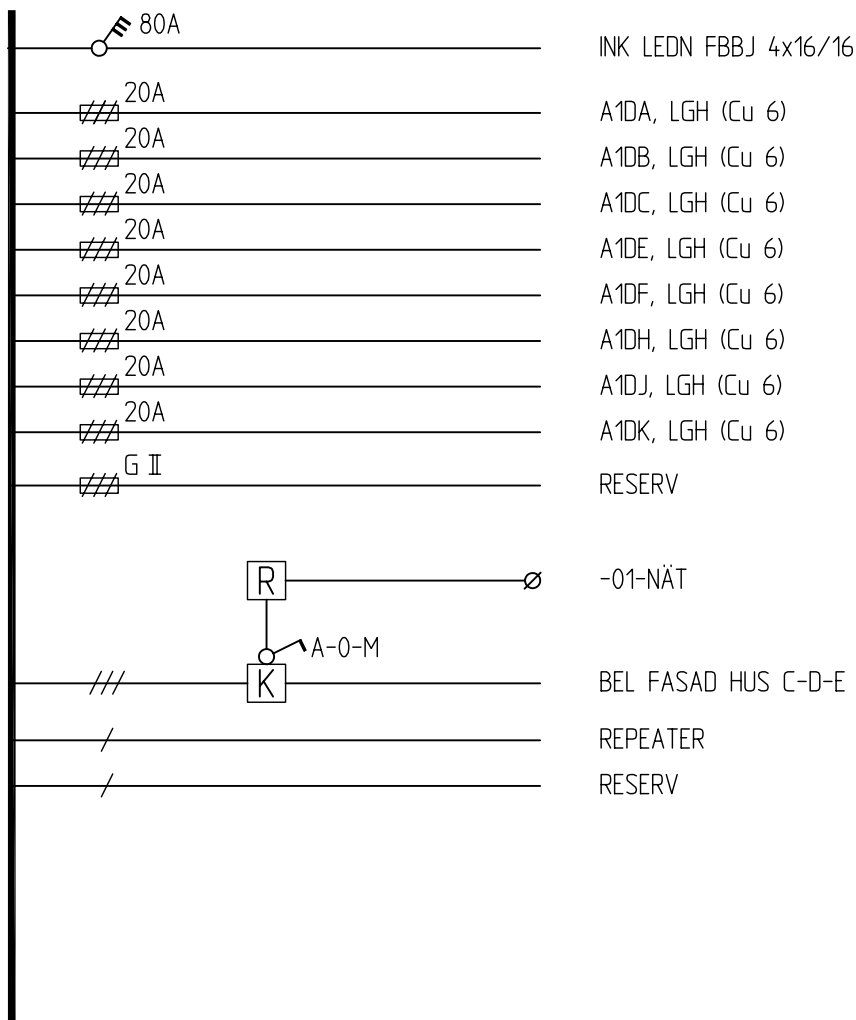 80A INK LEDN FBBJ 4x16/16
20A A1DA, LGH (Cu 6)
20A A1DB, LGH (Cu 6)
20A A1DC, LGH (Cu 6)
20A A1DE, LGH (Cu 6)
20A A1DF, LGH (Cu 6)
20A A1DH, LGH (Cu 6)
20A A1DJ, LGH (Cu 6)
20A A1DK, LGH (Cu 6)
G II RESERV
R -01-NÄT
A-0-M
K BEL FASAD HUS C-D-E
REPEATER
RESERV